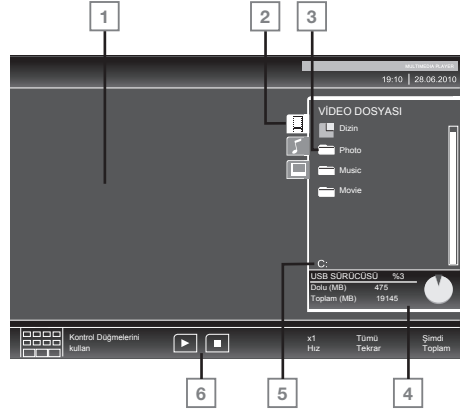 1
2
3
MULTIMEDIA PLAYER
19:10 28.06.2010
VİDEO DOSYASI
Dizin
Photo
Music
Movie
C:
USB SÜRÜCÜSÜ %3
Dolu (MB) 475
Toplam (MB) 19145
Kontrol Düğmelerini
kullan
x1
Hız
Tümü
Tekrar
Şimdi
Toplam
6
5
4